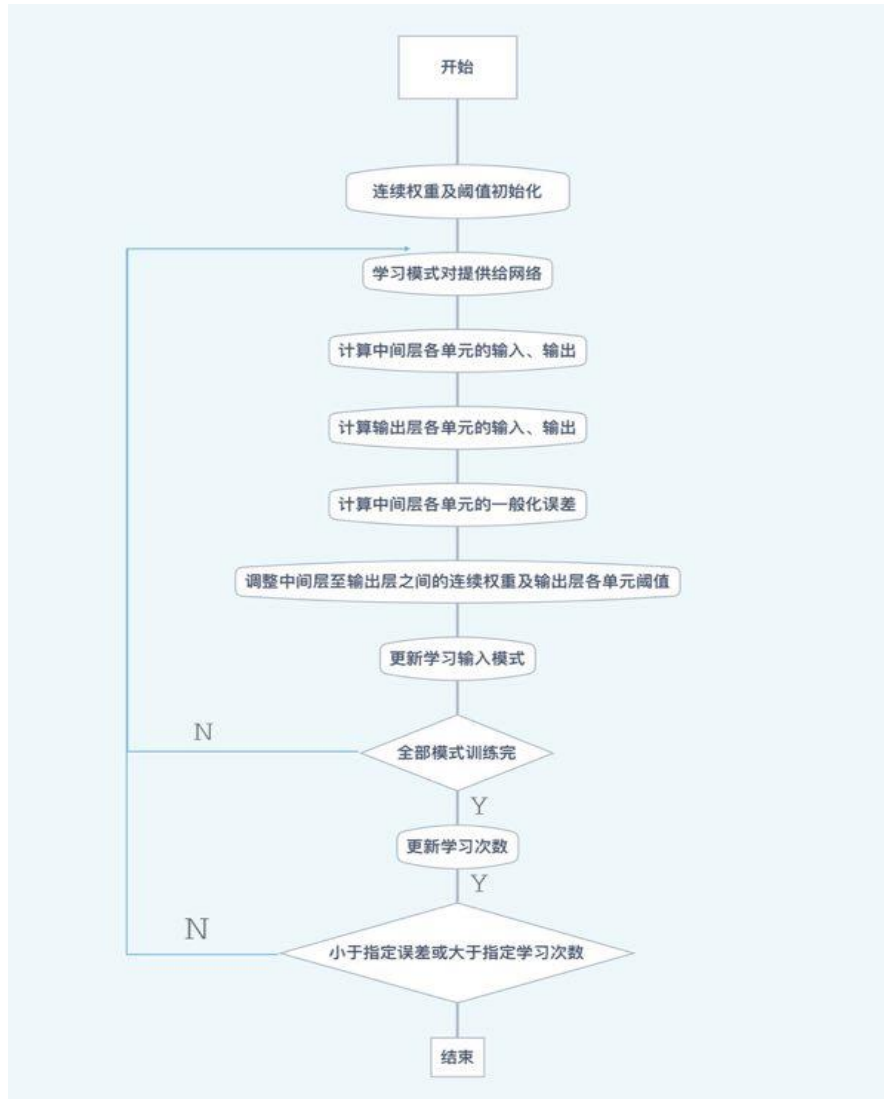 开始
连续权重及阈值初始化
学习模式对提供给网络
计算中间层各单元的输入、输出
计算输出层各单元的输入、输出
计算中间层各单元的一般化误差
调整中间层至输出层之间的连续权重及输出层各单元阈值
更新学习输入模式
N
全部模式训练完
Y
更新学习次数
Y
N
小于指定误差或大于指定学习次数
结束